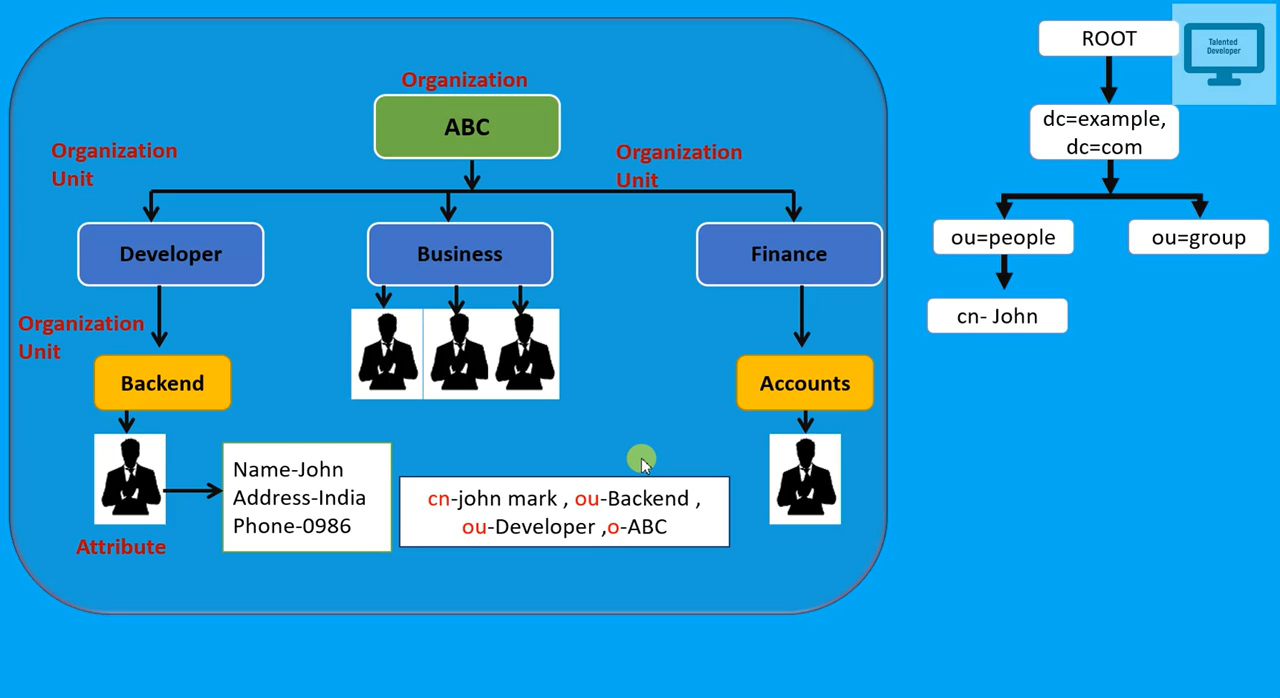 Organization
ABC
Organization
Unit
Organization
Unit
Developer
Business
Finance
Organization
Unit
Backend
Accounts
Name-John
Address-India
Phone-0986
cn-john mark , ou-Backend ,
ou-Developer ,o-ABC
Attribute
ROOT
Talented
Developer
dc=example,
dc=com
ou=people
ou=group
cn- John